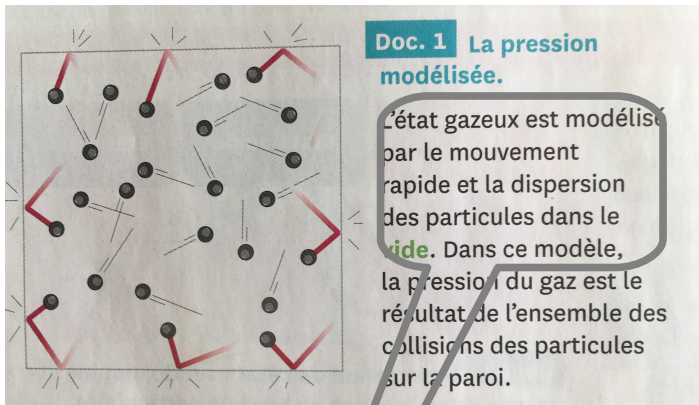 Doc. 1 La pression
modélisée.
L'état gazeux est modélisé
par le mouvement
rapide et la dispersion
des particules dans le
vide. Dans ce modèle,
la pression du gaz est le
résultat de l'ensemble des
collisions des particules
sur la paroi.